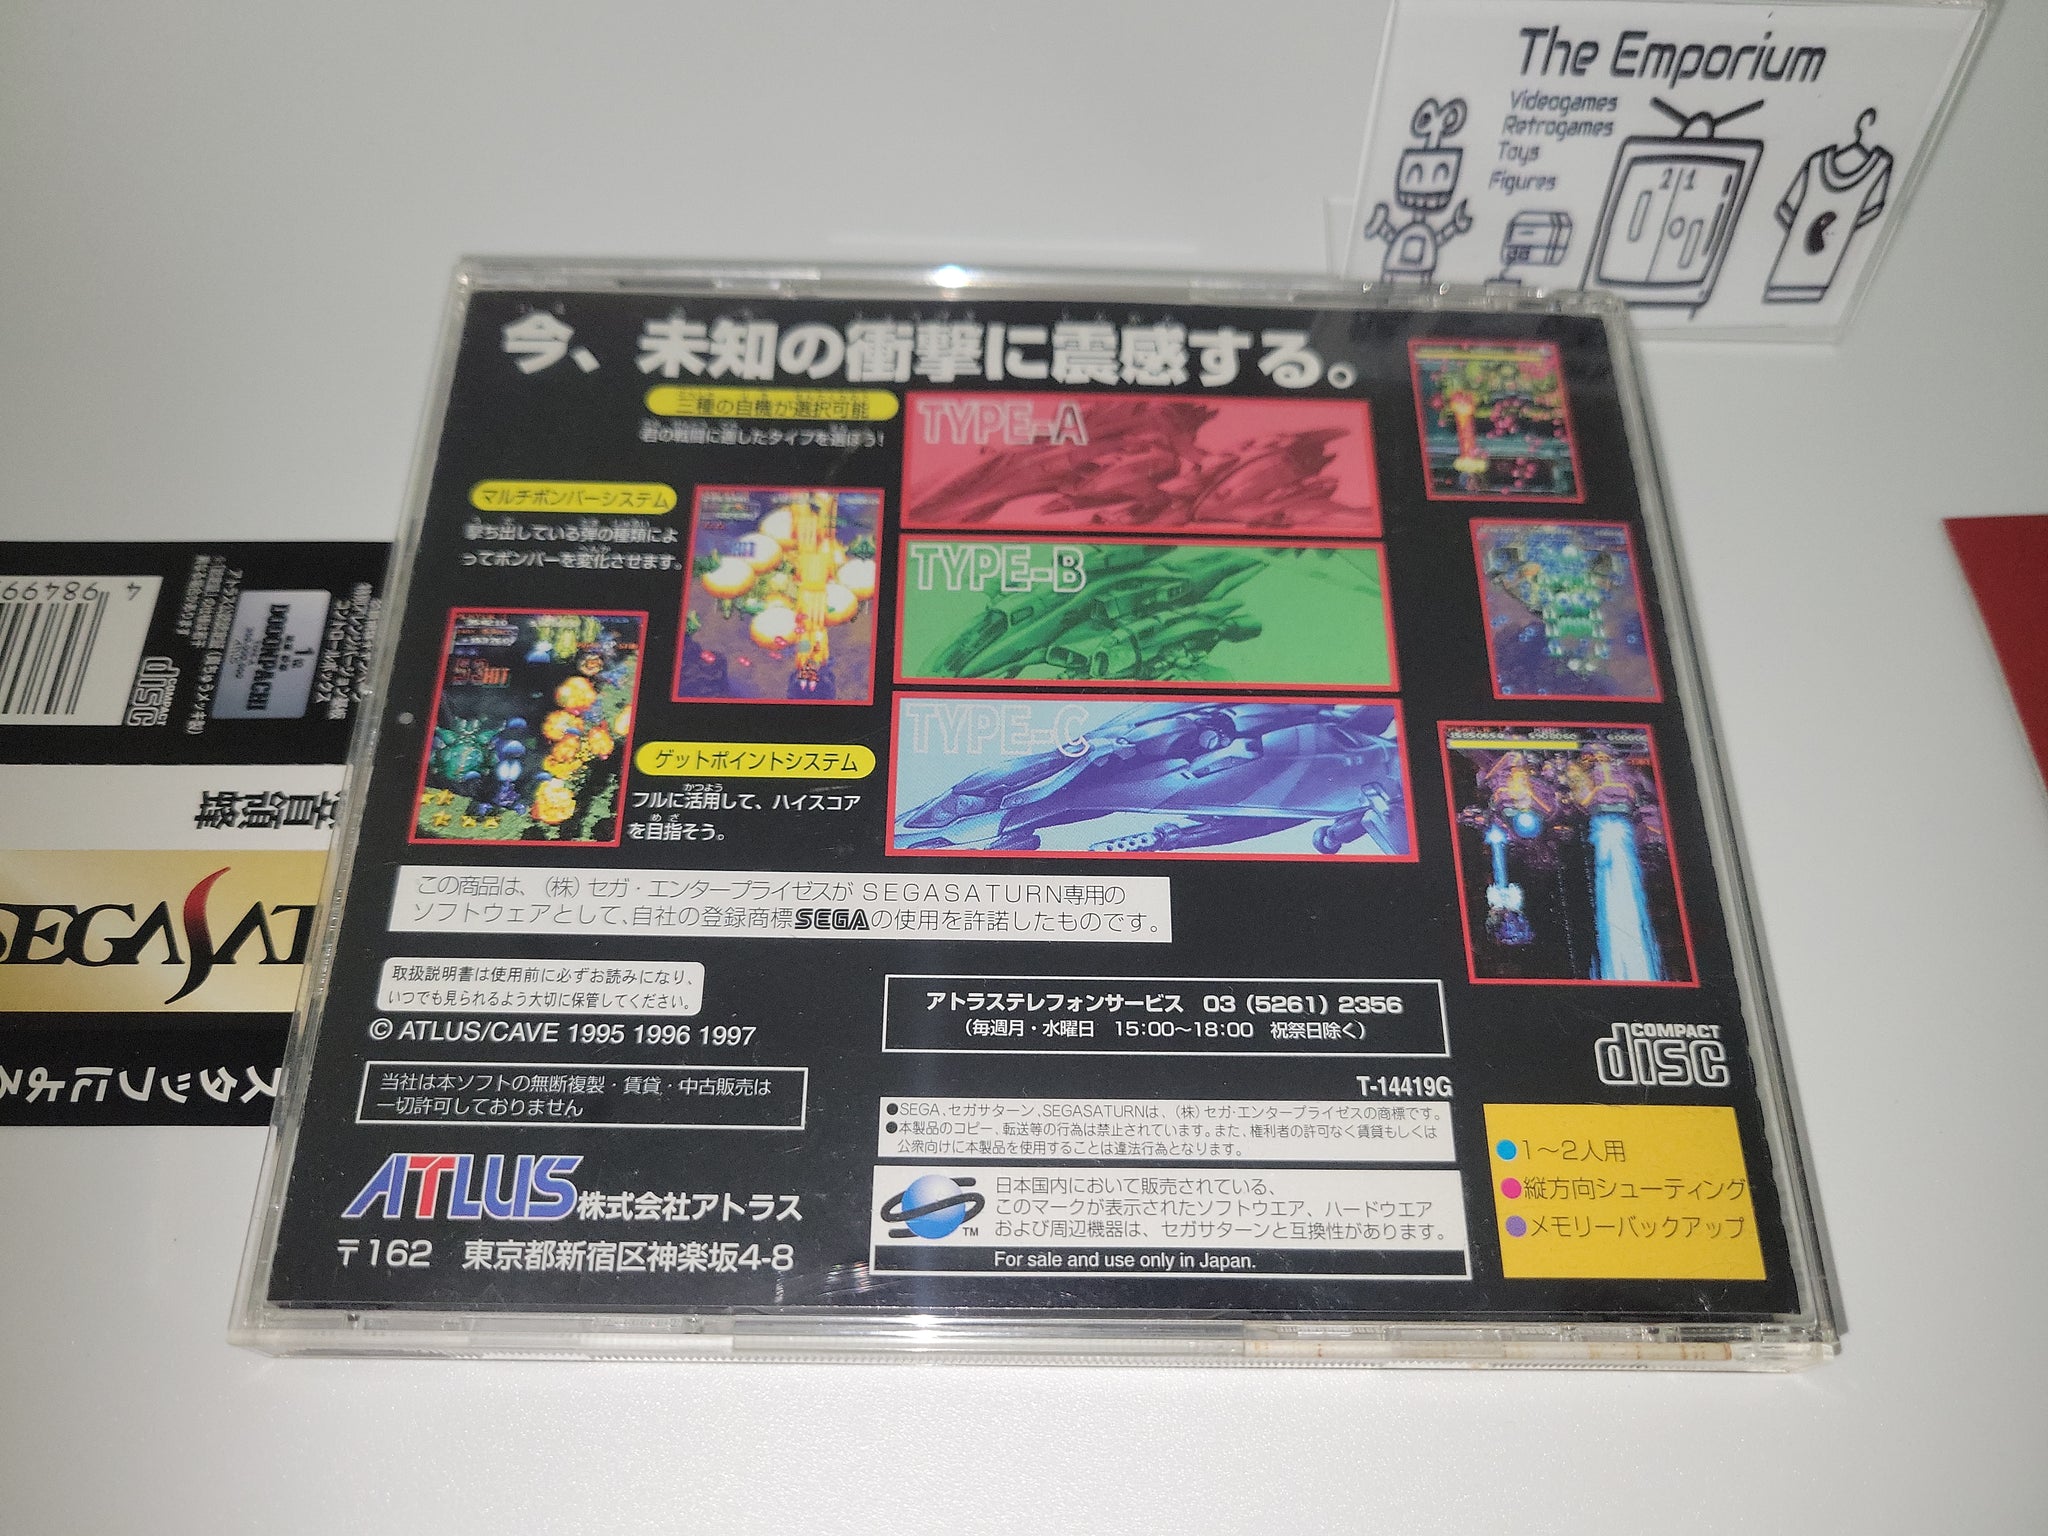 The Emporium
Videogames
Retrogames
Toys
Figures
2 1
今、未知の衝撃に震感する。
三種の自機が選択可能
君の戦闘に適したタイプを選ぼう!
TYPE-A
マルチボンバーシステム
撃ち出している弾の種類によ
ってボンバーを変化させます。
TYPE-B
TYPE-C
ゲットポイントシステム
フルに活用して、ハイスコア
を目指そう。
この商品は、(株)セガ・エンタープライゼスがSEGASATURN専用の
ソフトウェアとして、自社の登録商標SEGAの使用を許諾したものです。
取扱説明書は使用前に必ずお読みになり、
いつでも見られるよう大切に保管してください。
© ATLUS/CAVE 1995 1996 1997
当社は本ソフトの無断複製・賃貸・中古販売は
一切許可しておりません
ATLUS株式会社アトラス
〒162 東京都新宿区神楽坂4-8
アトラステレフォンサービス 03(5261)2356
(毎週月・水曜日 15:00〜18:00 祝祭日除く)
T-14419G
●SEGA、セガサターン、SEGASATURNは、(株)セガ・エンタープライゼスの商標です。
●本製品のコピー、転送等の行為は禁止されています。また、権利者の許可なく賃貸もしくは
公衆向けに本製品を使用することは違法行為となります。
日本国内において販売されている、
このマークが表示されたソフトウエア、ハードウエア
および周辺機器は、セガサターンと互換性があります。
TM
For sale and use only in Japan.
COMPACT
disc
●1〜2人用
●縦方向シューティング
●メモリーバックアップ
4 98499
DODONPACHI
COMPACT
disc
首領蜂
SEGA SAT
スタッフによる